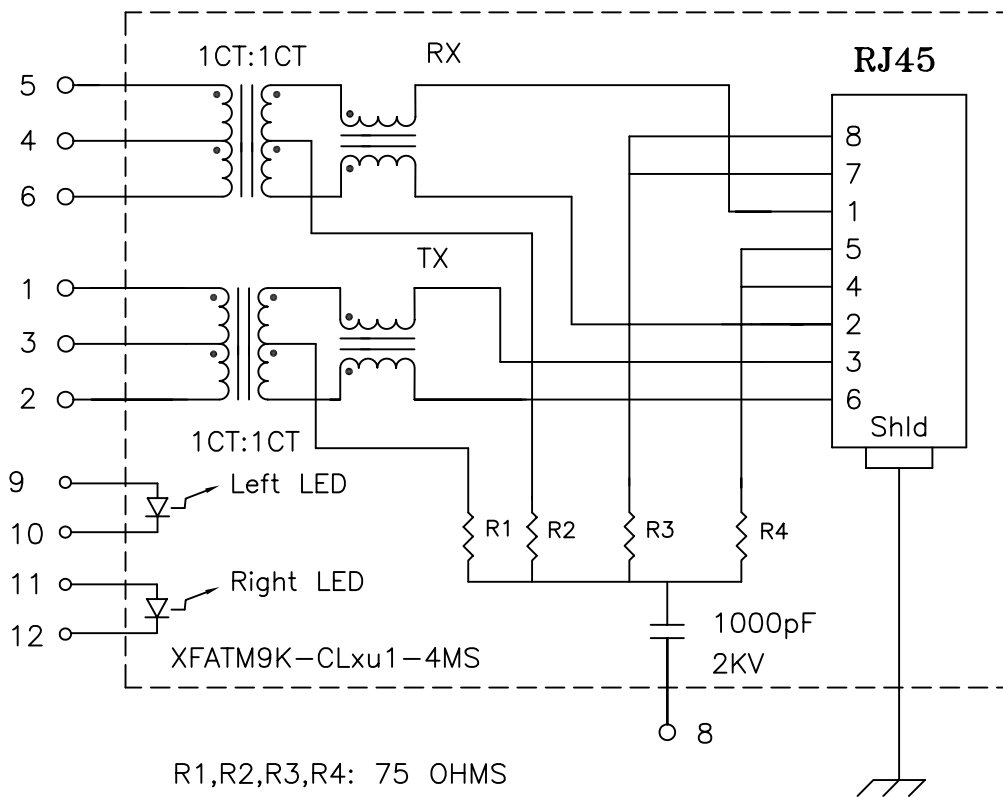 1CT:1CT
RX
RJ45
5
4
6
8
7
1
5
4
2
3
6
Shld
TX
1
3
2
1CT:1CT
9
10
Left LED
11
12
Right LED
R1
R2
R3
R4
1000pF
2KV
XFATM9K-CLxu1-4MS
8
R1,R2,R3,R4: 75 OHMS